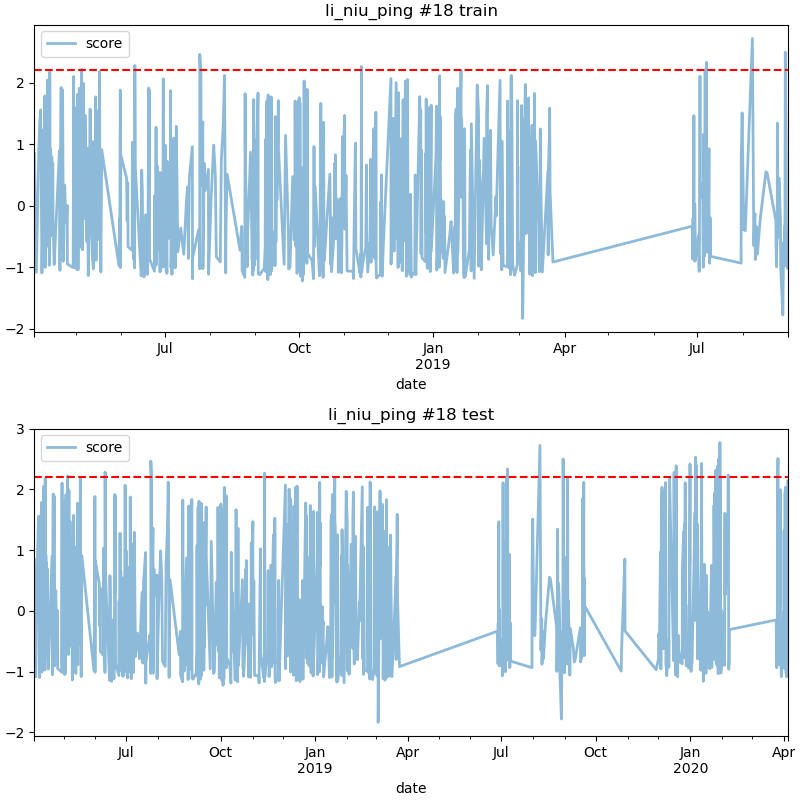 li_niu_ping #18 train
score
2
1
0
−1
−2
Jul Oct Jan Apr Jul
2019
date
li_niu_ping #18 test
score
3
2
1
0
−1
−2
Jul Oct Jan Apr Jul Oct Jan Apr
2019 2020
date